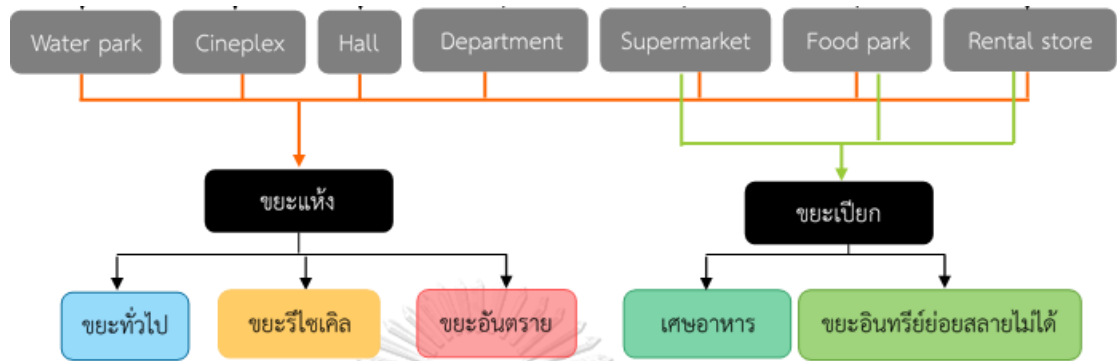 Water park Cineplex Hall Department Supermarket Food park Rental store
ขยะแห้ง
ขยะเปียก
ขยะทั่วไป ขยะรีไซเคิล ขยะอันตราย เศษอาหาร ขยะอินทรีย์ย่อยสลายไม่ได้